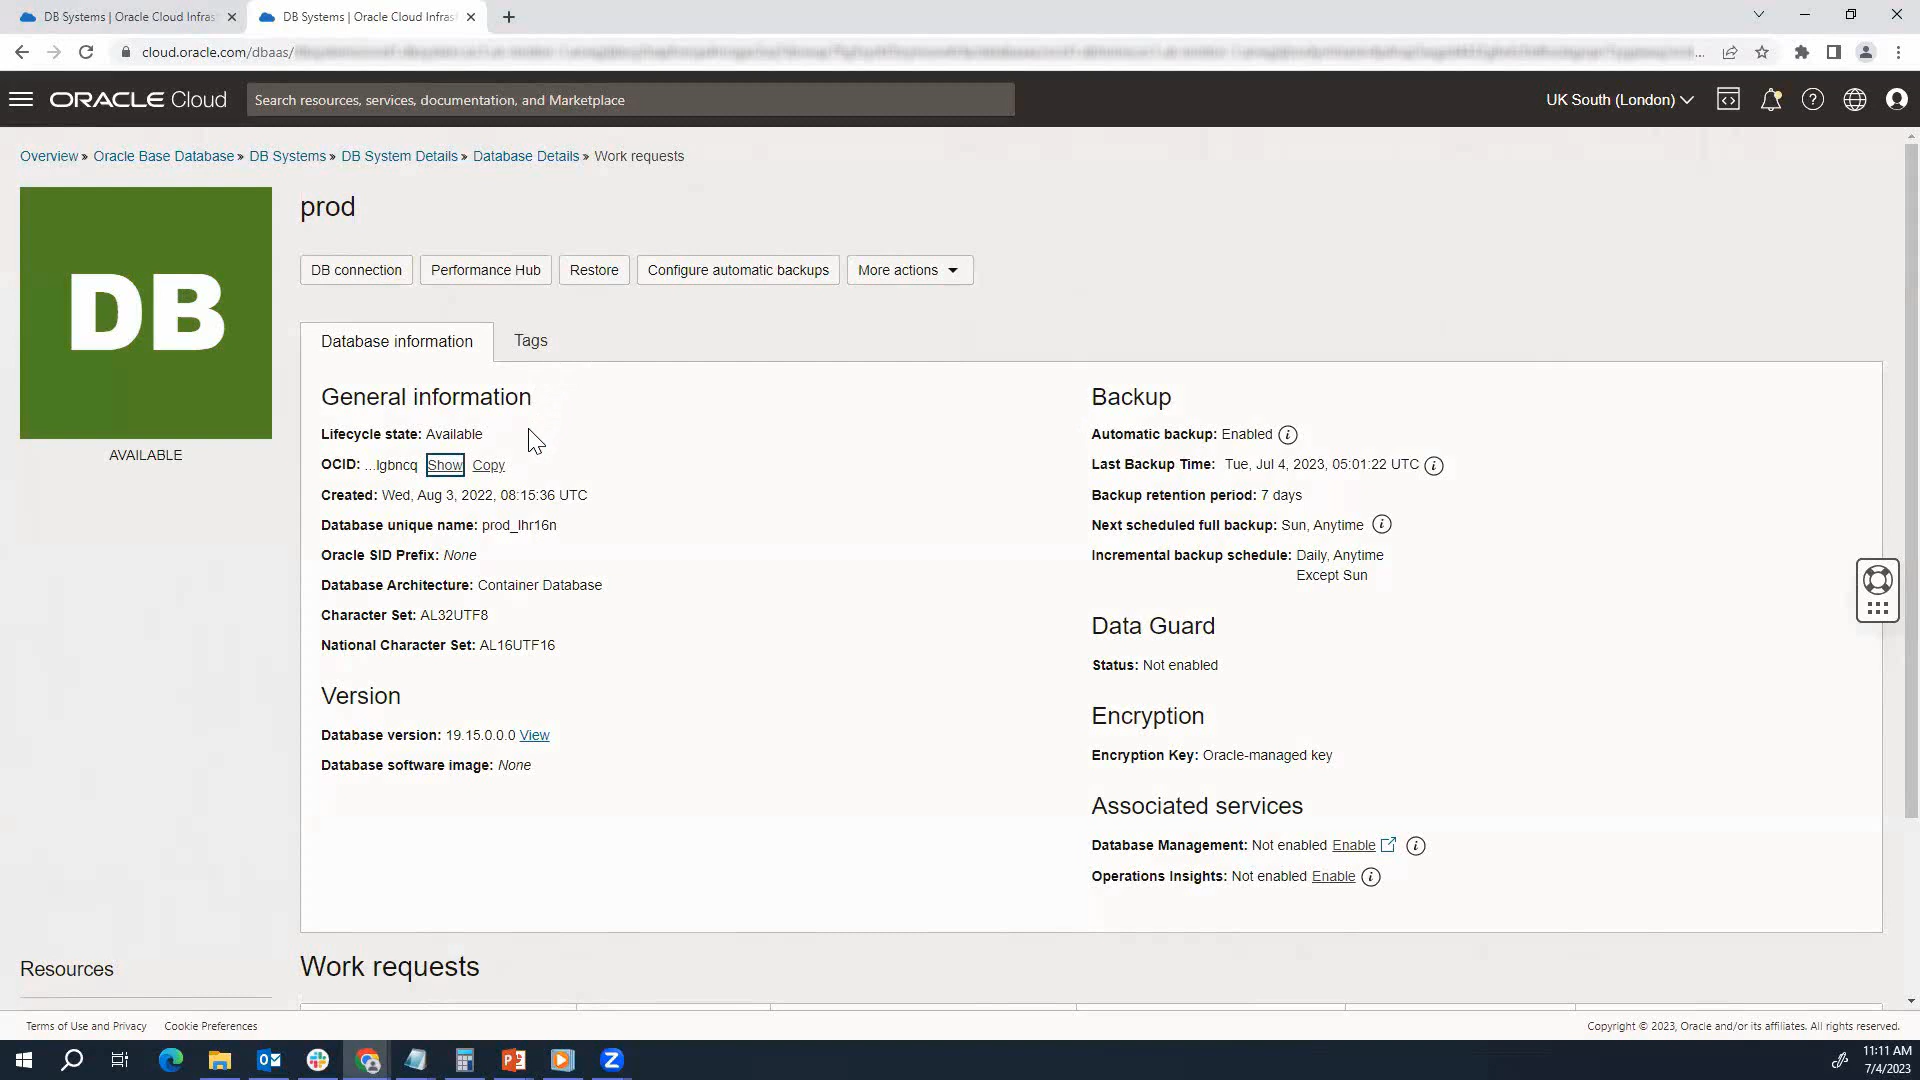 DB Systems | Oracle Cloud Infras
DB Systems | Oracle Cloud Infras
cloud.oracle.com/dbaas/
ORACLE Cloud
Search resources, services, documentation, and Marketplace
UK South (London)
Overview » Oracle Base Database » DB Systems » DB System Details » Database Details » Work requests
DB
AVAILABLE
prod
DB connection
Performance Hub
Restore
Configure automatic backups
More actions
Database information
Tags
General information
Lifecycle state: Available
OCID: ...lgbncq Show Copy
Created: Wed, Aug 3, 2022, 08:15:36 UTC
Database unique name: prod_lhr16n
Oracle SID Prefix: None
Database Architecture: Container Database
Character Set: AL32UTF8
National Character Set: AL16UTF16
Version
Database version: 19.15.0.0.0 View
Database software image: None
Backup
Automatic backup: Enabled
Last Backup Time: Tue, Jul 4, 2023, 05:01:22 UTC
Backup retention period: 7 days
Next scheduled full backup: Sun, Anytime
Incremental backup schedule: Daily, Anytime
Except Sun
Data Guard
Status: Not enabled
Encryption
Encryption Key: Oracle-managed key
Associated services
Database Management: Not enabled Enable
Operations Insights: Not enabled Enable
Resources
Work requests
Terms of Use and Privacy
Cookie Preferences
Copyright © 2023, Oracle and/or its affiliates. All rights reserved.
11:11 AM
7/4/2023